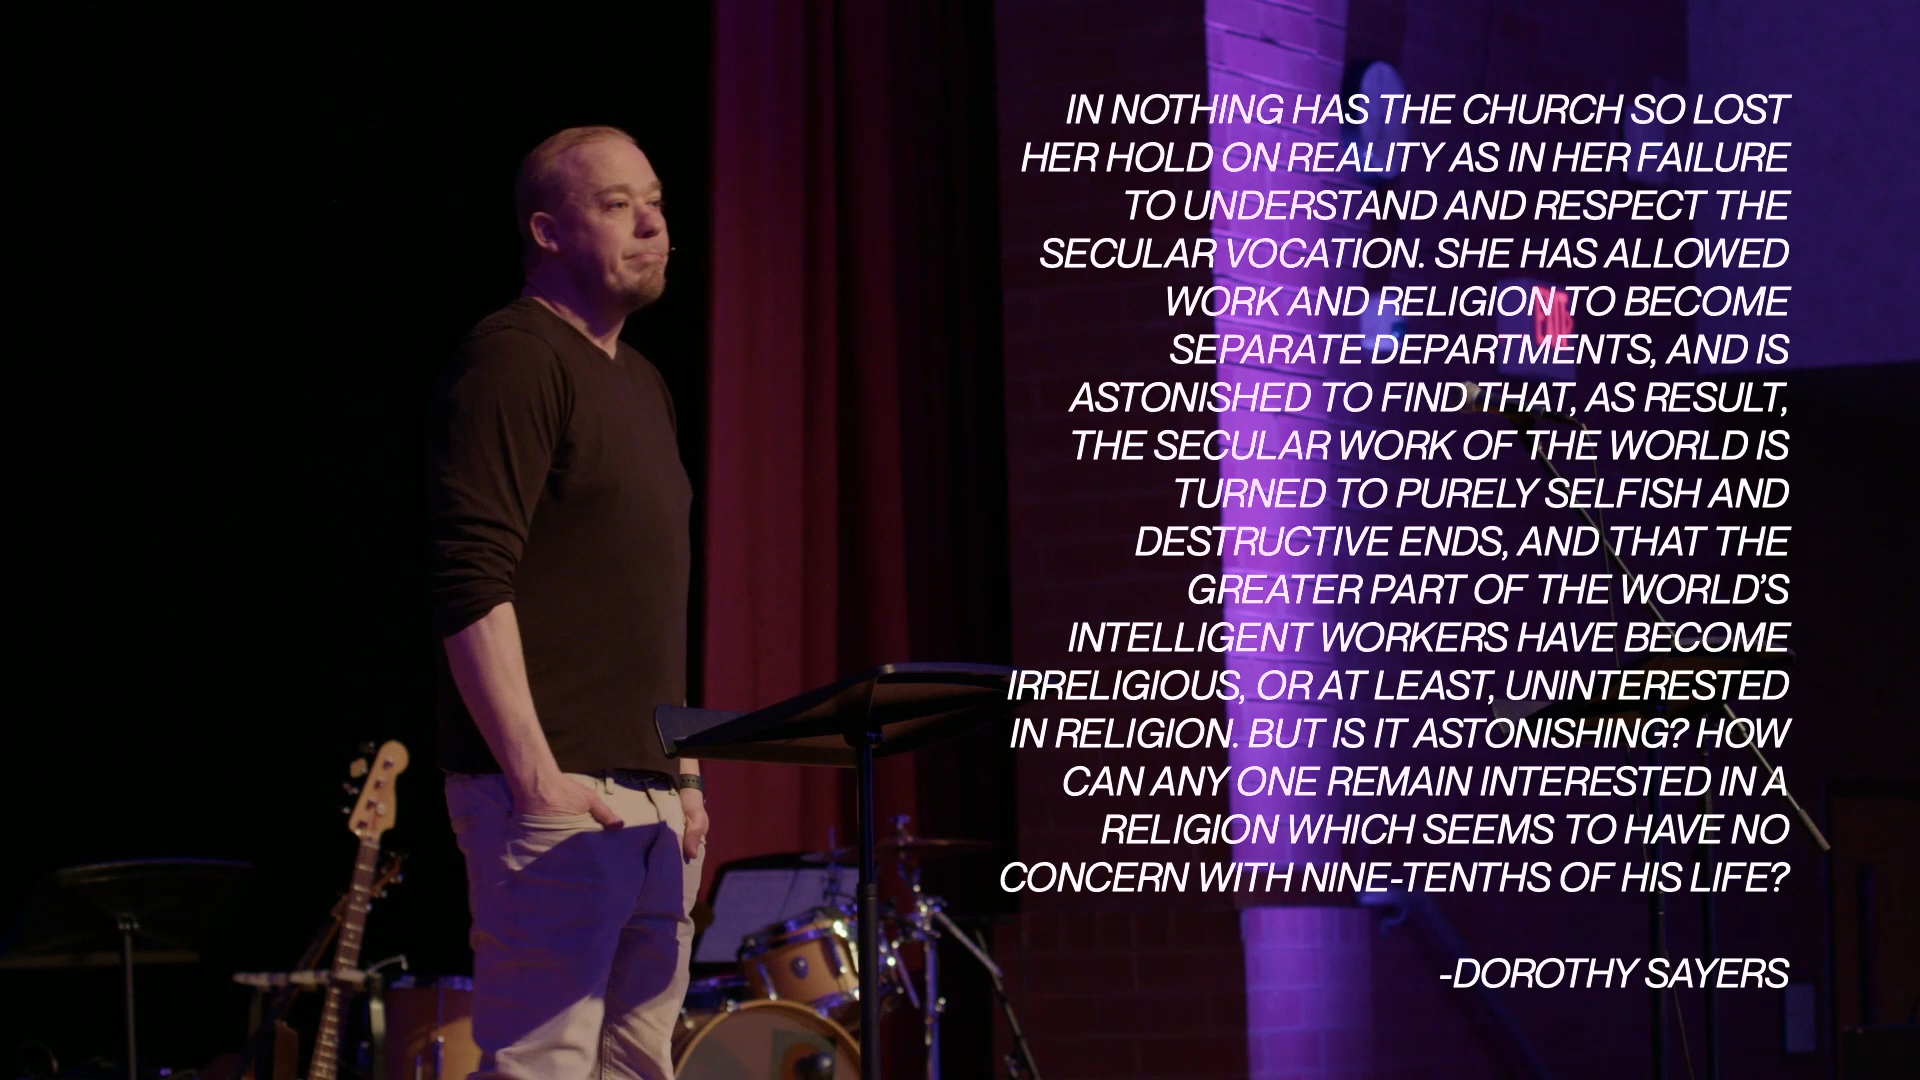 IN NOTHING HAS THE CHURCH SO LOST
HER HOLD ON REALITY AS IN HER FAILURE
TO UNDERSTAND AND RESPECT THE
SECULAR VOCATION. SHE HAS ALLOWED
WORK AND RELIGION TO BECOME
SEPARATE DEPARTMENTS, AND IS
ASTONISHED TO FIND THAT, AS RESULT,
THE SECULAR WORK OF THE WORLD IS
TURNED TO PURELY SELFISH AND
DESTRUCTIVE ENDS, AND THAT THE
GREATER PART OF THE WORLD’S
INTELLIGENT WORKERS HAVE BECOME
IRRELIGIOUS, OR AT LEAST, UNINTERESTED
IN RELIGION. BUT IS IT ASTONISHING? HOW
CAN ANY ONE REMAIN INTERESTED IN A
RELIGION WHICH SEEMS TO HAVE NO
CONCERN WITH NINE-TENTHS OF HIS LIFE?
-DOROTHY SAYERS